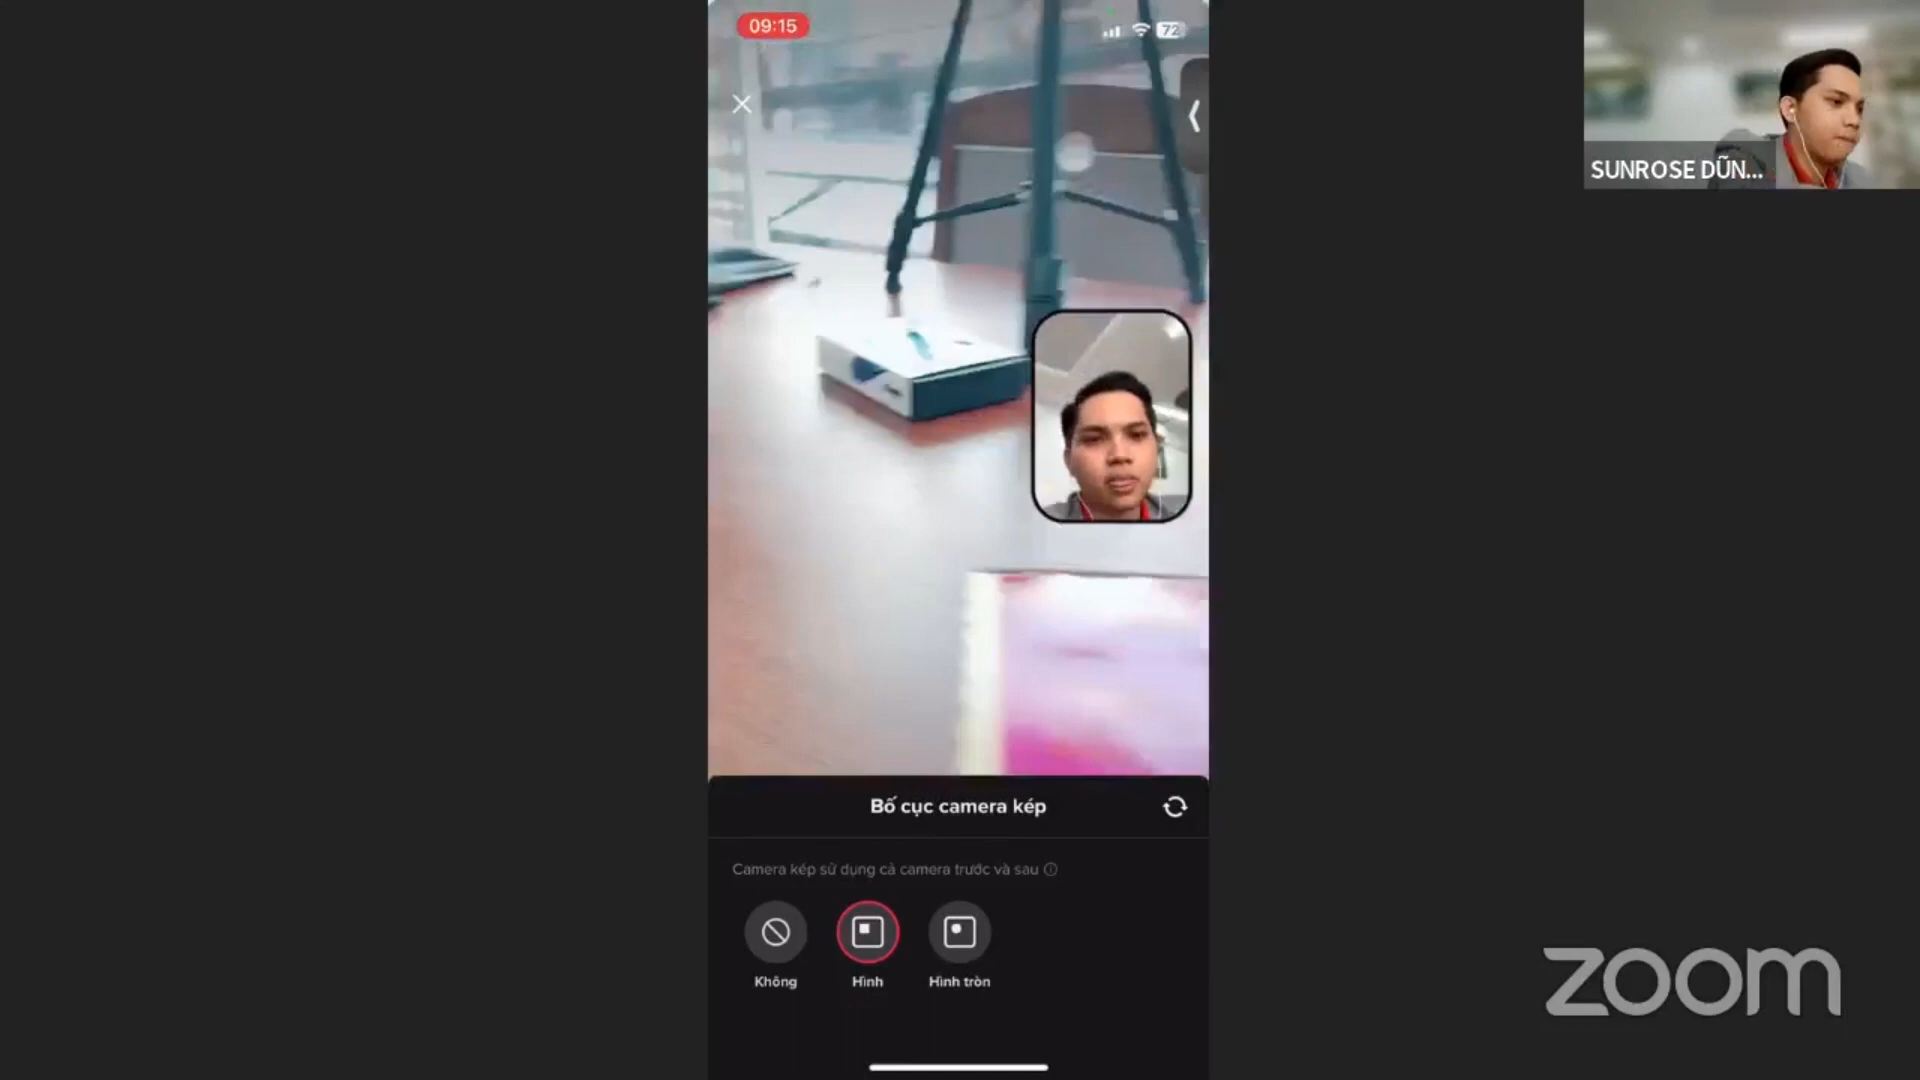 09:15
72
SUNROSE DŨN...
Bố cục camera kép
Camera kép sử dụng cả camera trước và sau
Không
Hình
Hình tròn
zoom